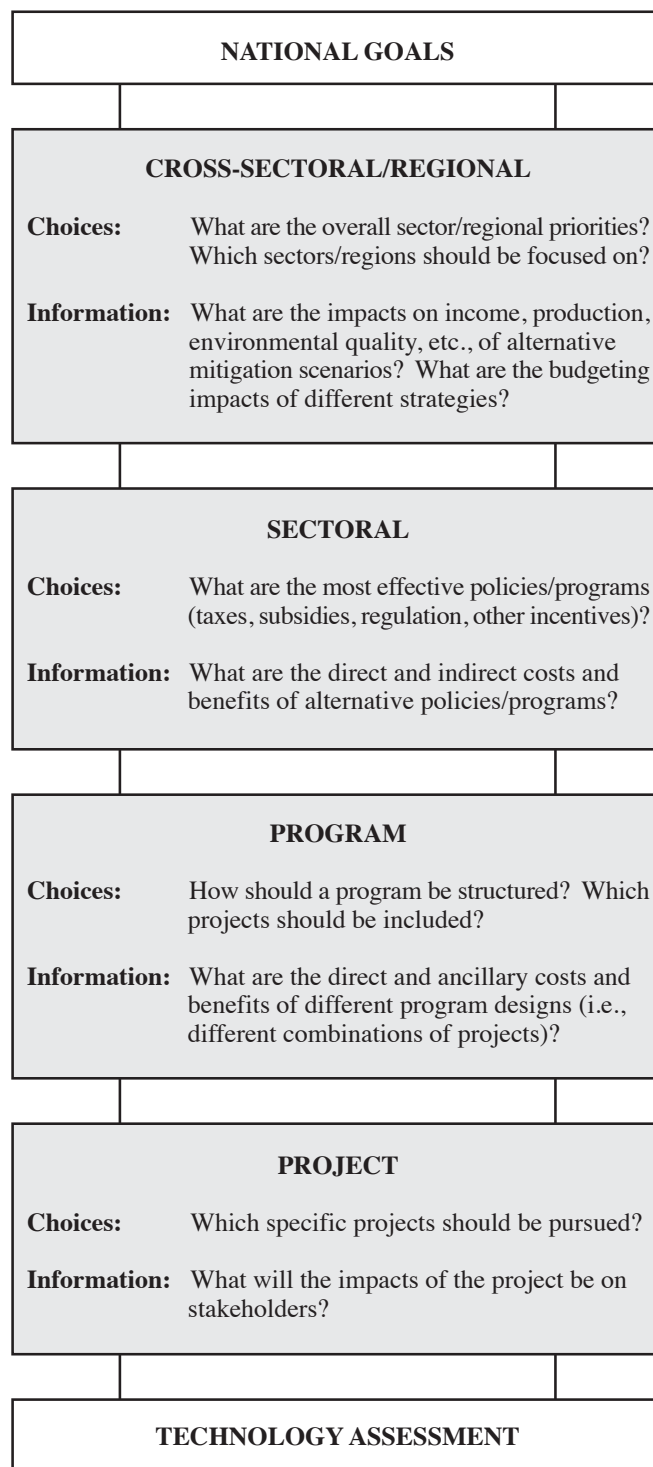 NATIONAL GOALS
CROSS-SECTORAL/REGIONAL
Choices: What are the overall sector/regional priorities?
Which sectors/regions should be focused on?
Information: What are the impacts on income, production,
environmental quality, etc., of alternative
mitigation scenarios? What are the budgeting
impacts of different strategies?
SECTORAL
Choices: What are the most effective policies/programs
(taxes, subsidies, regulation, other incentives)?
Information: What are the direct and indirect costs and
benefits of alternative policies/programs?
PROGRAM
Choices: How should a program be structured? Which
projects should be included?
Information: What are the direct and ancillary costs and
benefits of different program designs (i.e.,
different combinations of projects)?
PROJECT
Choices: Which specific projects should be pursued?
Information: What will the impacts of the project be on
stakeholders?
TECHNOLOGY ASSESSMENT